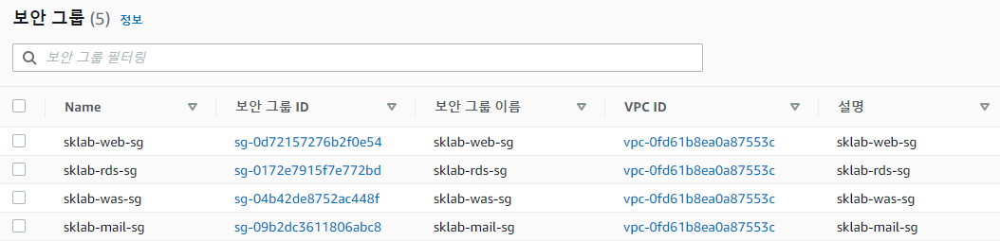 보안 그룹 (5) 정보
보안 그룹 필터링
Name 보안 그룹 ID 보안 그룹 이름 VPC ID 설명
sklab-web-sg sg-0d72157276b2f0e54 sklab-web-sg vpc-0fd61b8ea0a87553c sklab-web-sg
sklab-rds-sg sg-0172e7915f7e772bd sklab-rds-sg vpc-0fd61b8ea0a87553c sklab-rds-sg
sklab-was-sg sg-04b42de8752ac448f sklab-was-sg vpc-0fd61b8ea0a87553c sklab-was-sg
sklab-mail-sg sg-09b2dc3611806abc8 sklab-mail-sg vpc-0fd61b8ea0a87553c sklab-mail-sg